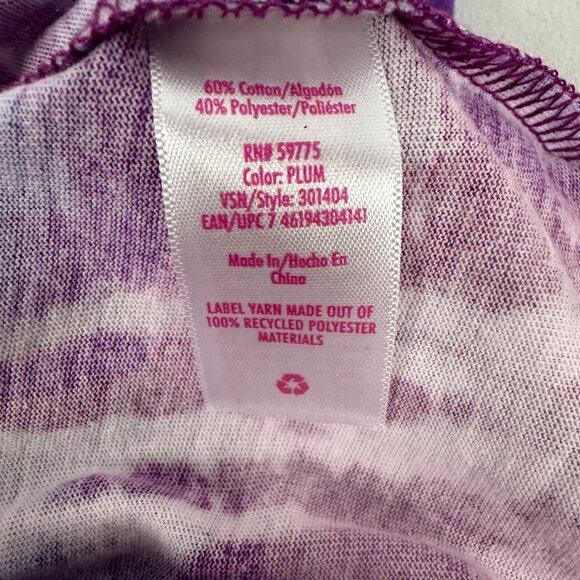 60% Cotton/Algodón
40% Polyester/Poliéster
RN# 59775
Color: PLUM
VSN/Style: 301404
EAN/UPC 7 46194304141
Made In/Hecho En
China
LABEL YARN MADE OUT OF
100% RECYCLED POLYESTER
MATERIALS